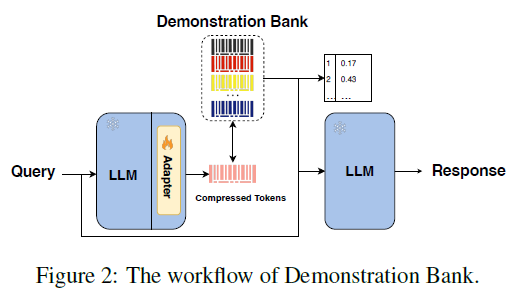 Demonstration Bank
...
1 0.17
2 0.43
... ...
Query
LLM
Adapter
Compressed Tokens
LLM
Response
Figure 2: The workflow of Demonstration Bank.